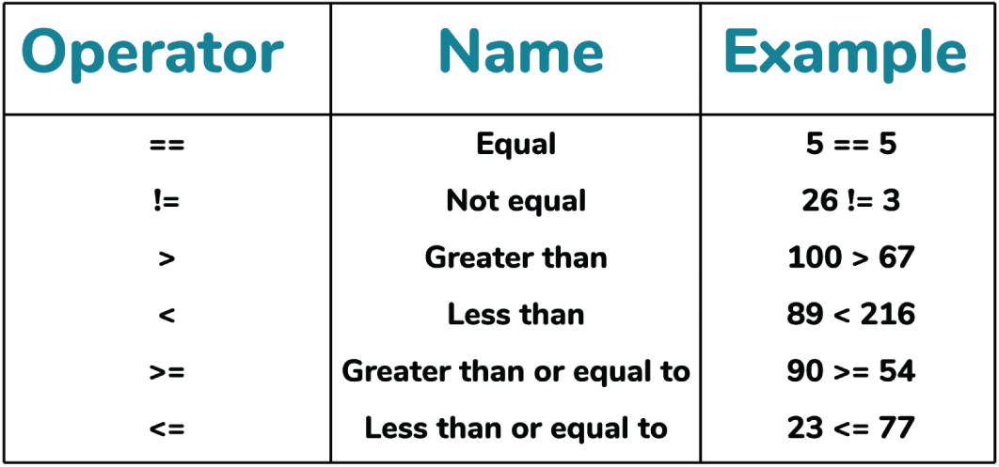 Operator Name Example
== Equal 5 == 5
!= Not equal 26 != 3
> Greater than 100 > 67
< Less than 89 < 216
>= Greater than or equal to 90 >= 54
<= Less than or equal to 23 <= 77